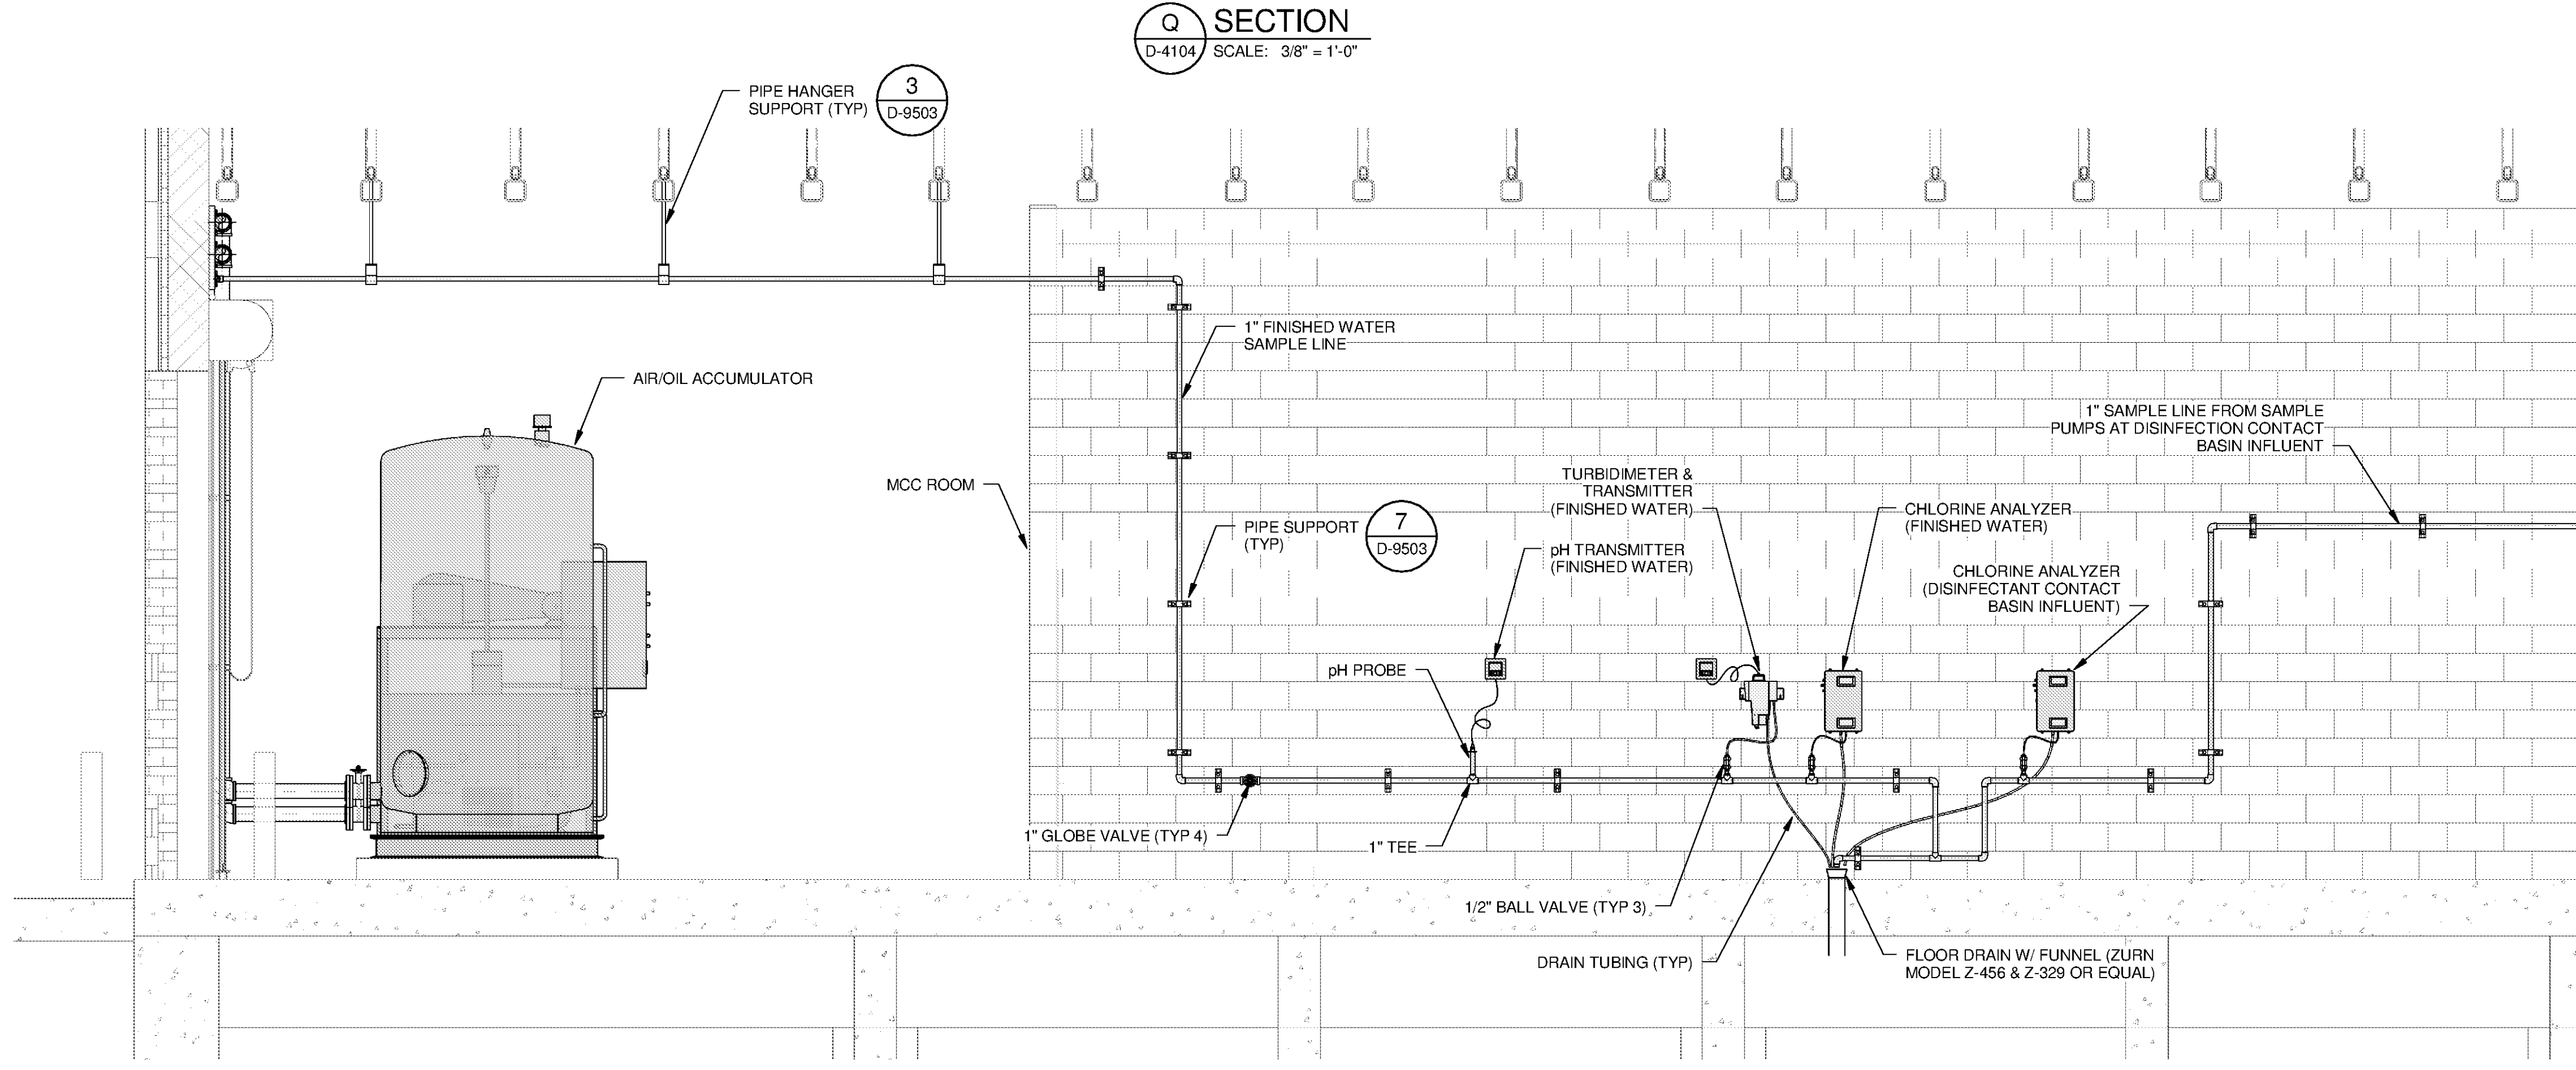 Q
D-4104
SECTION
SCALE: 3/8" = 1'-0"
PIPE HANGER
SUPPORT (TYP)
3
D-9503
1" FINISHED WATER
SAMPLE LINE
AIR/OIL ACCUMULATOR
1" SAMPLE LINE FROM SAMPLE
PUMPS AT DISINFECTION CONTACT
BASIN INFLUENT
MCC ROOM
TURBIDIMETER &
TRANSMITTER
(FINISHED WATER)
CHLORINE ANALYZER
(FINISHED WATER)
PIPE SUPPORT
(TYP)
7
D-9503
pH TRANSMITTER
(FINISHED WATER)
CHLORINE ANALYZER
(DISINFECTANT CONTACT
BASIN INFLUENT)
pH PROBE
1" GLOBE VALVE (TYP 4)
1" TEE
1/2" BALL VALVE (TYP 3)
DRAIN TUBING (TYP)
FLOOR DRAIN W/ FUNNEL (ZURN
MODEL Z-456 & Z-329 OR EQUAL)